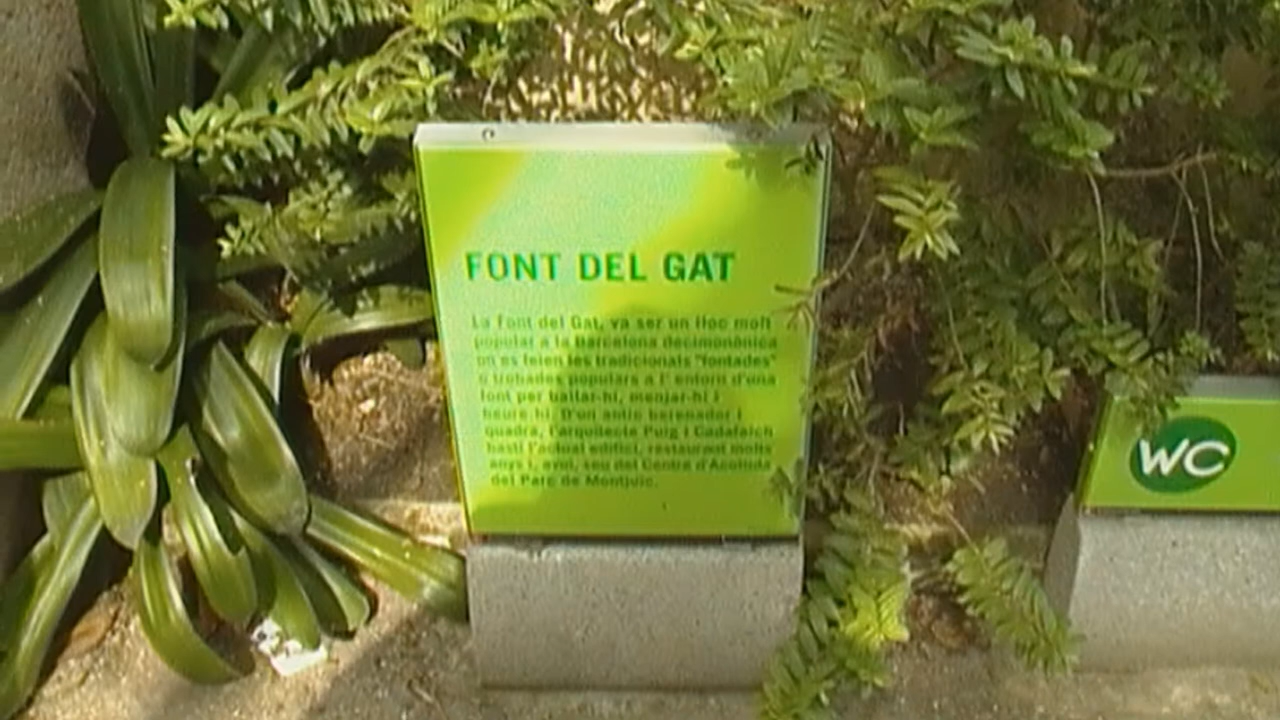 FONT DEL GAT
La Font del Gat, va ser un lloc molt
popular a la Barcelona decimonònica
on es feien les tradicionals "fontades"
o trobades populars a l' entorn d'una
font per ballar-hi, menjar-hi i
beure hi. D'un antic berenador i
quadra, l'arquitecte Puig i Cadafalch
bastí l'actual edifici, restaurant molts
anys i, avui, seu del Centre d'Acollida
del Parc de Montjuïc.
WC